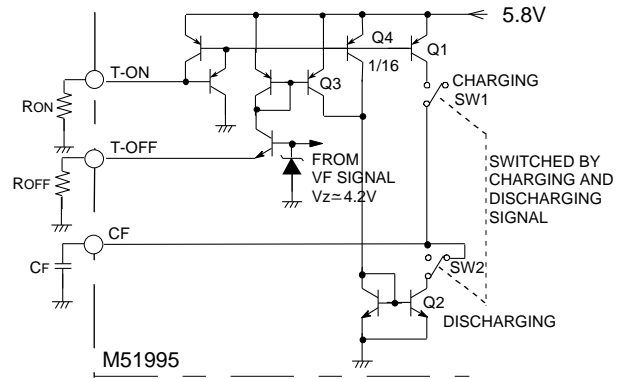 5.8V
Q4
Q1
T-ON
1/16
Q3
CHARGING
SW1
RON
T-OFF
FROM
VF SIGNAL
Vz≃4.2V
SWITCHED BY
CHARGING AND
DISCHARGING
SIGNAL
ROFF
CF
CF
SW2
Q2
DISCHARGING
M51995